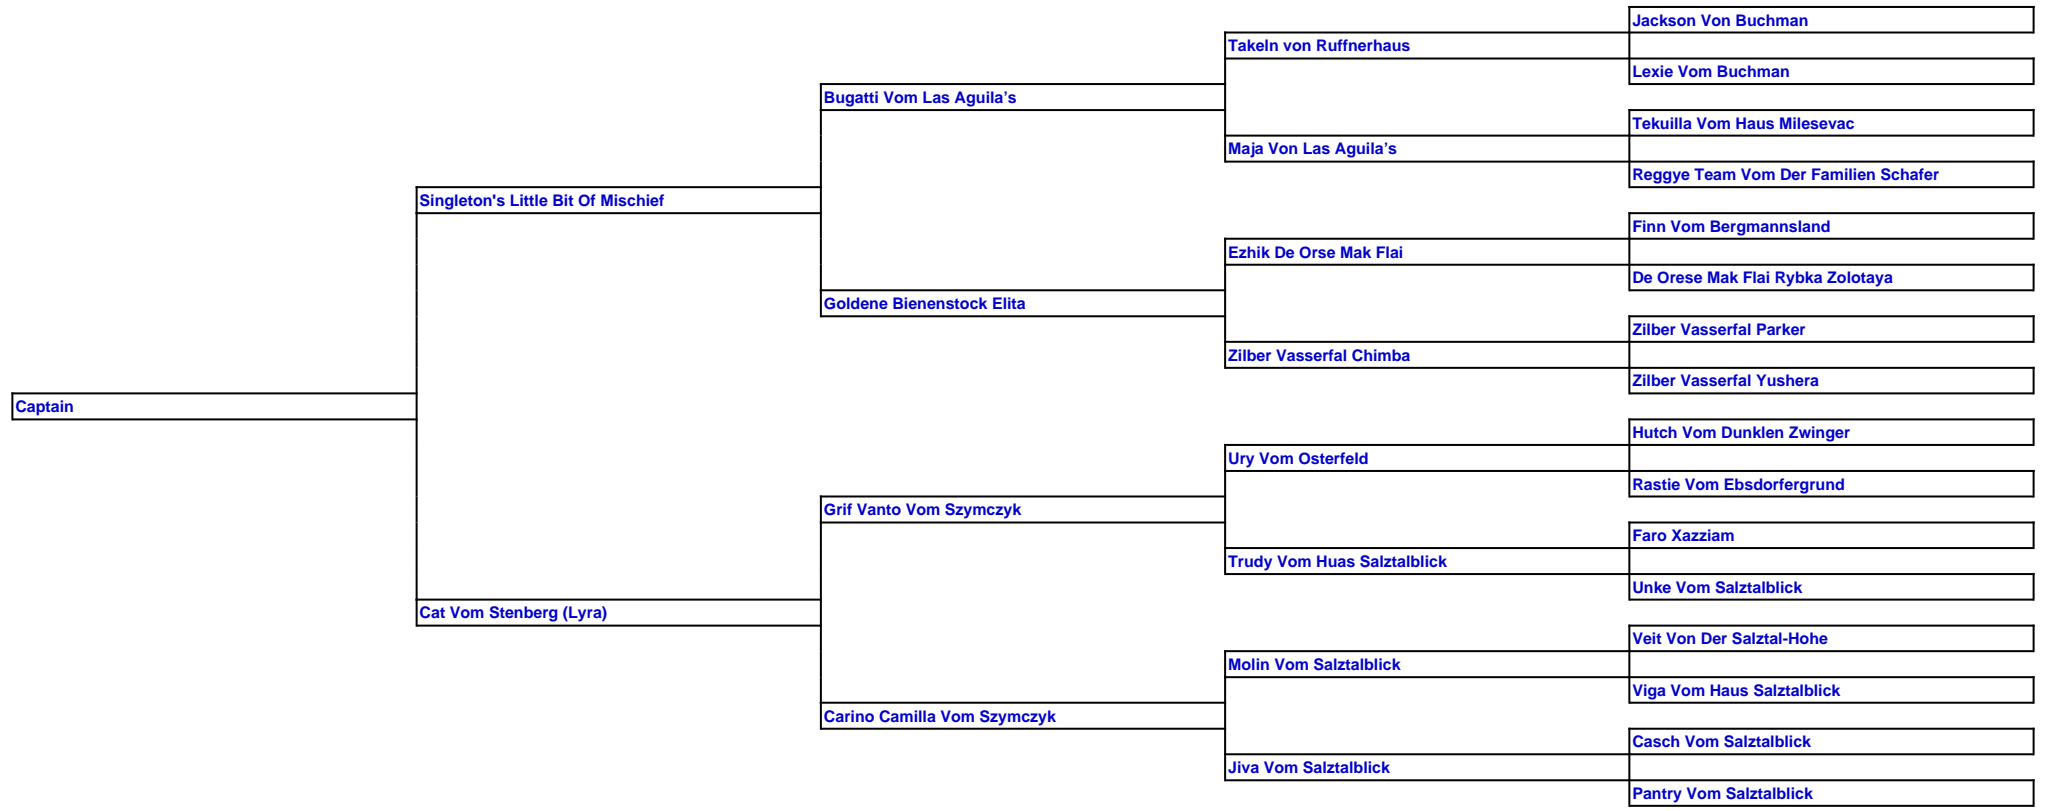 Jackson Von Buchman
Takeln von Ruffnerhaus
Lexie Vom Buchman
Bugatti Vom Las Aguila’s
Tekuilla Vom Haus Milesevac
Maja Von Las Aguila’s
Reggye Team Vom Der Familien Schafer
Singleton's Little Bit Of Mischief
Finn Vom Bergmannsland
Ezhik De Orse Mak Flai
De Orese Mak Flai Rybka Zolotaya
Goldene Bienenstock Elita
Zilber Vasserfal Parker
Zilber Vasserfal Chimba
Zilber Vasserfal Yushera
Captain
Hutch Vom Dunklen Zwinger
Ury Vom Osterfeld
Rastie Vom Ebsdorfergrund
Grif Vanto Vom Szymczyk
Faro Xazziam
Trudy Vom Huas Salztalblick
Unke Vom Salztalblick
Cat Vom Stenberg (Lyra)
Veit Von Der Salztal-Hohe
Molin Vom Salztalblick
Viga Vom Haus Salztalblick
Carino Camilla Vom Szymczyk
Casch Vom Salztalblick
Jiva Vom Salztalblick
Pantry Vom Salztalblick